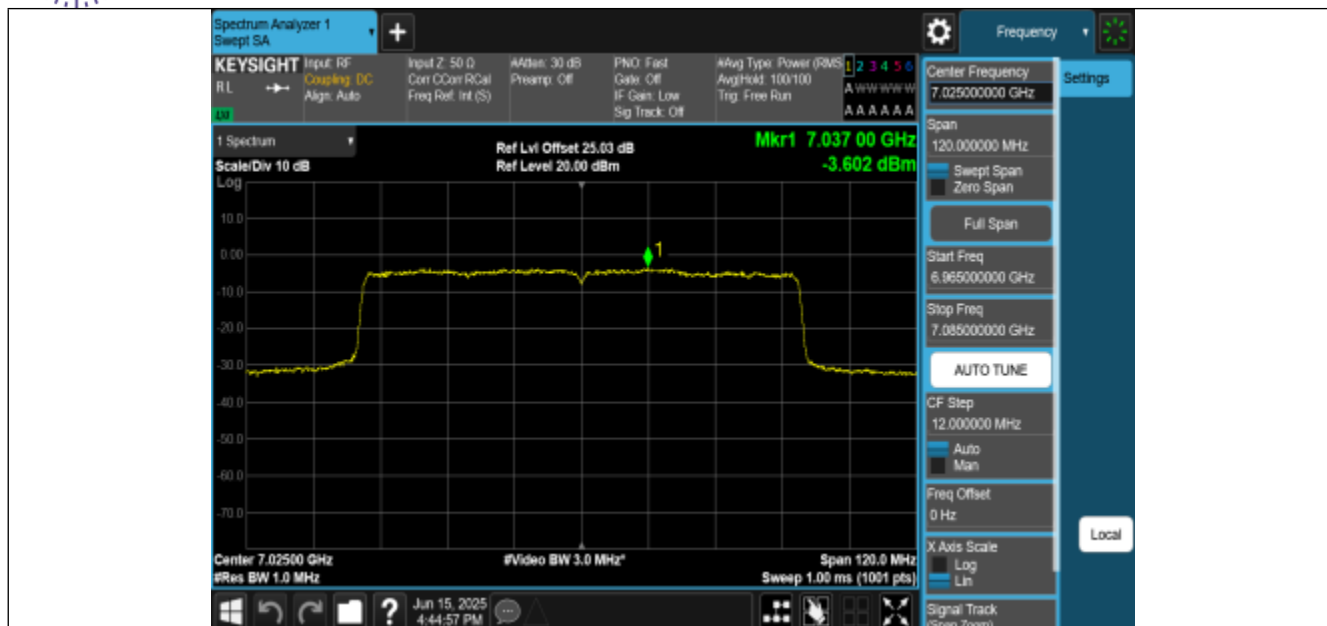 Spectrum Analyzer 1
Swept SA
+
Frequency
KEYSIGHT
RL
Input: RF
Coupling: DC
Align: Auto
Input Z: 50 Ω
Corr CCorr RCal
Freq Ref: Int (S)
#Atten: 30 dB
Preamp: Off
PNO: Fast
Gate: Off
IF Gain: Low
Sig Track: Off
#Avg Type: Power (RMS
Avg|Hold: 100/100
Trig: Free Run
1 2 3 4 5 6
A W W W W W
A A A A A A
1 Spectrum
Scale/Div 10 dB
Log
Ref Lvl Offset 25.03 dB
Ref Level 20.00 dBm
Mkr1 7.037 00 GHz
-3.602 dBm
10.0
0.00
-10.0
-20.0
-30.0
-40.0
-50.0
-60.0
-70.0
1
Center 7.02500 GHz
#Res BW 1.0 MHz
#Video BW 3.0 MHz*
Span 120.0 MHz
Sweep 1.00 ms (1001 pts)
Center Frequency
7.025000000 GHz
Settings
Span
120.000000 MHz
Swept Span
Zero Span
Full Span
Start Freq
6.965000000 GHz
Stop Freq
7.085000000 GHz
AUTO TUNE
CF Step
12.000000 MHz
Auto
Man
Freq Offset
0 Hz
X Axis Scale
Log
Lin
Signal Track
(Span Zoom)
Local
?
Jun 15, 2025
4:44:57 PM